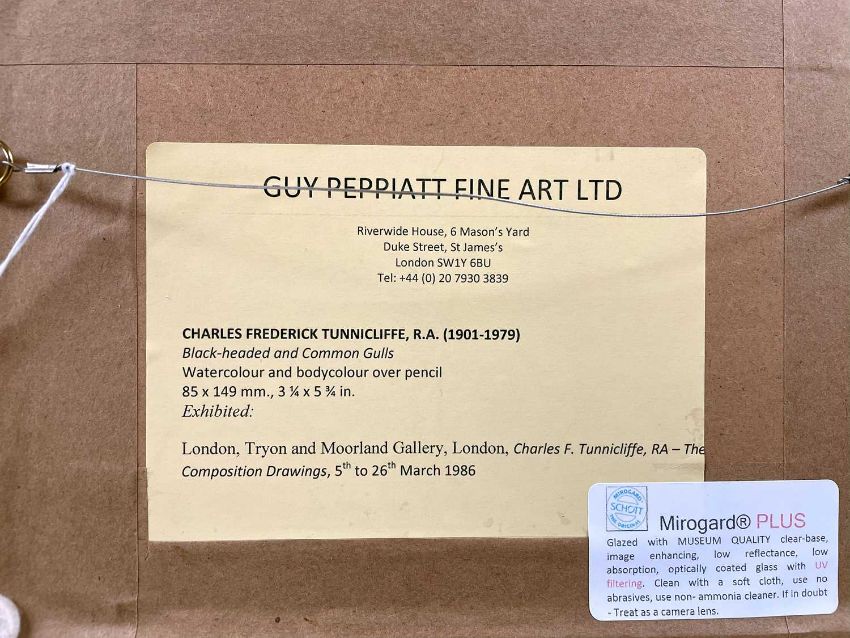 GUY PEPPIATT FINE ART LTD
Riverwide House, 6 Mason's Yard
Duke Street, St James's
London SW1Y 6BU
Tel: +44 (0) 20 7930 3839
CHARLES FREDERICK TUNNICLIFFE, R.A. (1901-1979)
Black-headed and Common Gulls
Watercolour and bodycolour over pencil
85 x 149 mm., 3 ¼ x 5 ¾ in.
Exhibited:
London, Tryon and Moorland Gallery, London, Charles F. Tunnicliffe, RA – The
Composition Drawings, 5th to 26th March 1986
MIROGARD
SCHOTT
THE ORIGINAL
Mirogard® PLUS
Glazed with MUSEUM QUALITY clear-base,
image enhancing, low reflectance, low
absorption, optically coated glass with UV
filtering. Clean with a soft cloth, use no
abrasives, use non- ammonia cleaner. If in doubt
- Treat as a camera lens.